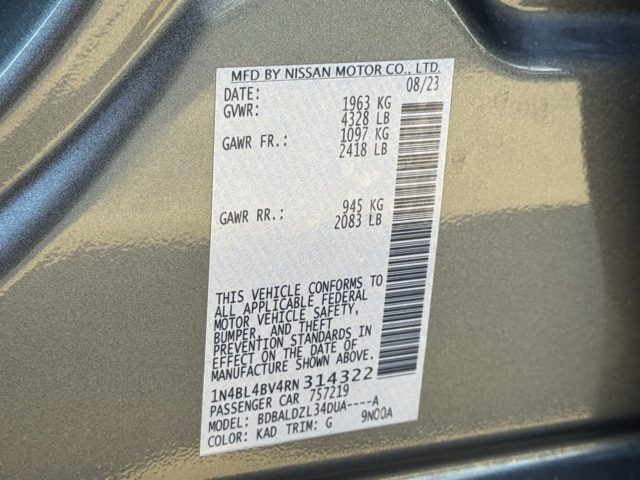 MFD BY NISSAN MOTOR CO., LTD.
DATE: 08/23
GVWR: 1963 KG
4328 LB
GAWR FR.: 1097 KG
2418 LB
GAWR RR.: 945 KG
2083 LB
THIS VEHICLE CONFORMS TO
ALL APPLICABLE FEDERAL
MOTOR VEHICLE SAFETY,
BUMPER, AND THEFT
PREVENTION STANDARDS IN
EFFECT ON THE DATE OF
MANUFACTURE SHOWN ABOVE.
1N4BL4BV4RN314322
PASSENGER CAR 757219
MODEL: BDBALDZL34DUA----A
COLOR: KAD TRIM: G 9N00A